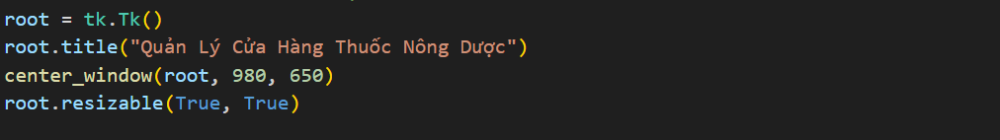 root = tk.Tk()
root.title("Quản Lý Cửa Hàng Thuốc Nông Dược")
center_window(root, 980, 650)
root.resizable(True, True)